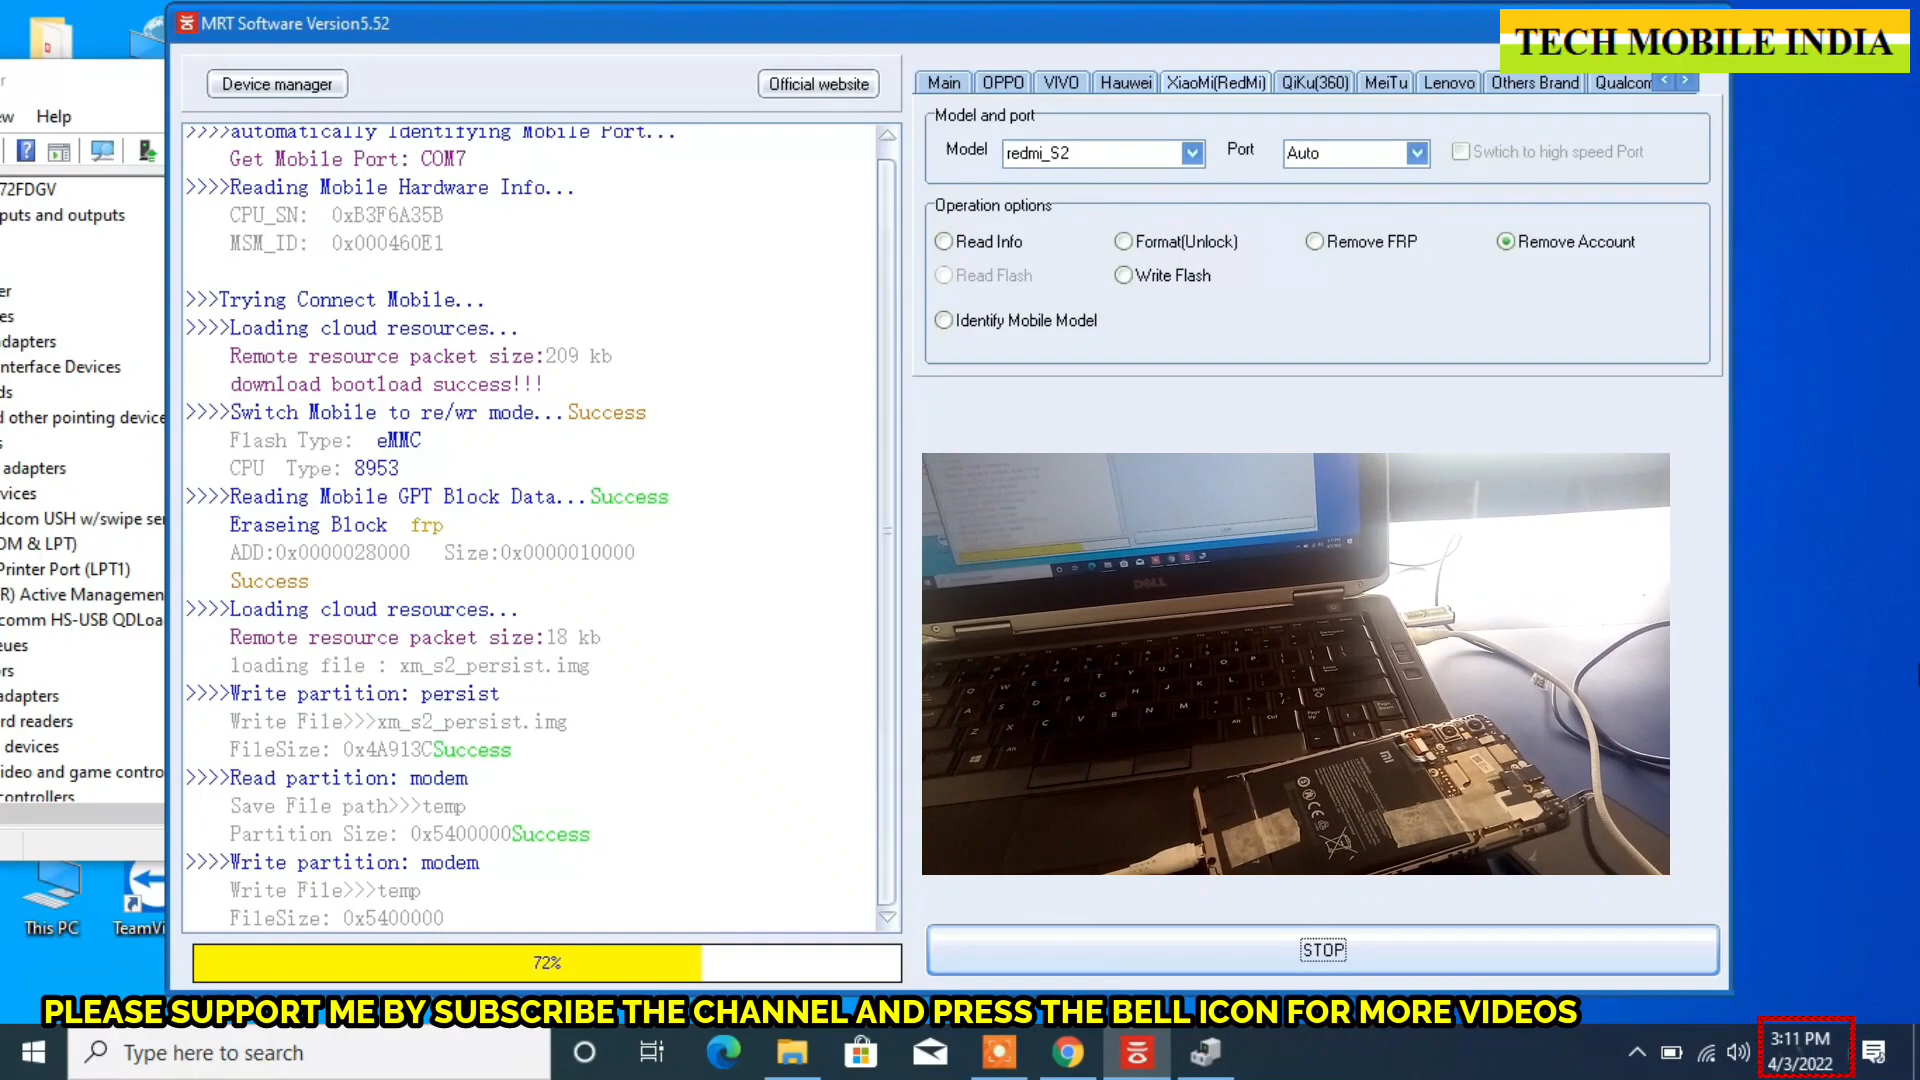 MRT Software Version5.52
TECH MOBILE INDIA
Device manager
Official website
Main
OPPO
VIVO
Hauwei
XiaoMi(RedMi)
QiKu(360)
MeiTu
Lenovo
Others Brand
Qualcom
Help
72FDGV
puts and outputs
dapters
nterface Devices
d other pointing device
adapters
vices
dcom USH w/swipe ser
OM & LPT)
Printer Port (LPT1)
R) Active Managemen
comm HS-USB QDLoa
eues
adapters
rd readers
devices
ideo and game contro
controllers
This PC
TeamVi
>>>>automatically Identifying Mobile Port...
Get Mobile Port: COM7
>>>>Reading Mobile Hardware Info...
CPU_SN: 0xB3F6A35B
MSM_ID: 0x000460E1
>>>Trying Connect Mobile...
>>>>Loading cloud resources...
Remote resource packet size:209 kb
download bootload success!!!
>>>>Switch Mobile to re/wr mode...Success
Flash Type: eMMC
CPU Type: 8953
>>>>Reading Mobile GPT Block Data...Success
Eraseing Block frp
ADD:0x0000028000 Size:0x0000010000
Success
>>>>Loading cloud resources...
Remote resource packet size:18 kb
loading file : xm_s2_persist.img
>>>>Write partition: persist
Write File>>>xm_s2_persist.img
FileSize: 0x4A913CSuccess
>>>>Read partition: modem
Save File path>>>temp
Partition Size: 0x5400000Success
>>>>Write partition: modem
Write File>>>temp
FileSize: 0x5400000
72%
Model and port
Model
redmi_S2
Port
Auto
Swtich to high speed Port
Operation options
Read Info
Format(Unlock)
Remove FRP
Remove Account
Read Flash
Write Flash
Identify Mobile Model
DELL
STOP
PLEASE SUPPORT ME BY SUBSCRIBE THE CHANNEL AND PRESS THE BELL ICON FOR MORE VIDEOS
Type here to search
3:11 PM
4/3/2022